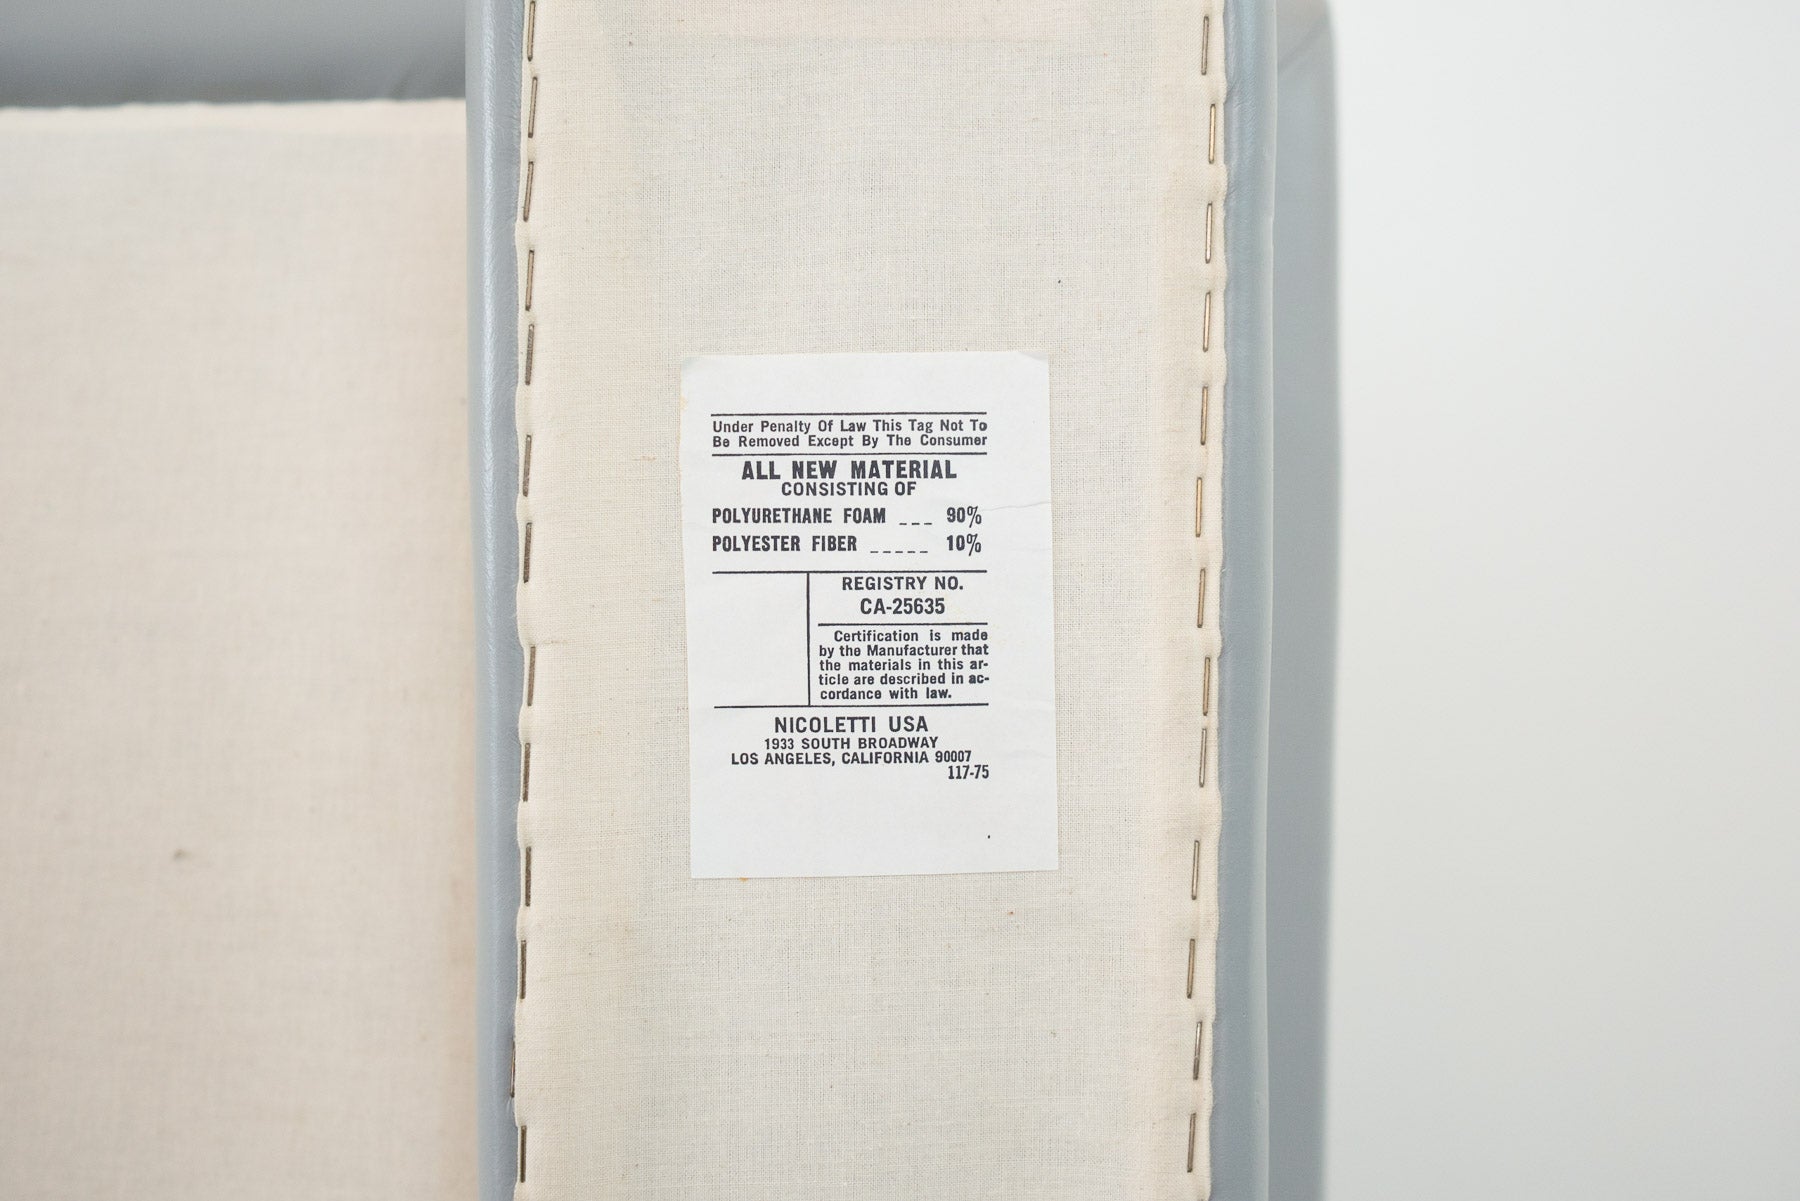 Under Penalty Of Law This Tag Not To
Be Removed Except By The Consumer
ALL NEW MATERIAL
CONSISTING OF
POLYURETHANE FOAM _ _ _ 90%
POLYESTER FIBER _ _ _ _ _ 10%
REGISTRY NO.
CA-25635
Certification is made
by the Manufacturer that
the materials in this ar-
ticle are described in ac-
cordance with law.
NICOLETTI USA
1933 SOUTH BROADWAY
LOS ANGELES, CALIFORNIA 90007
117-75